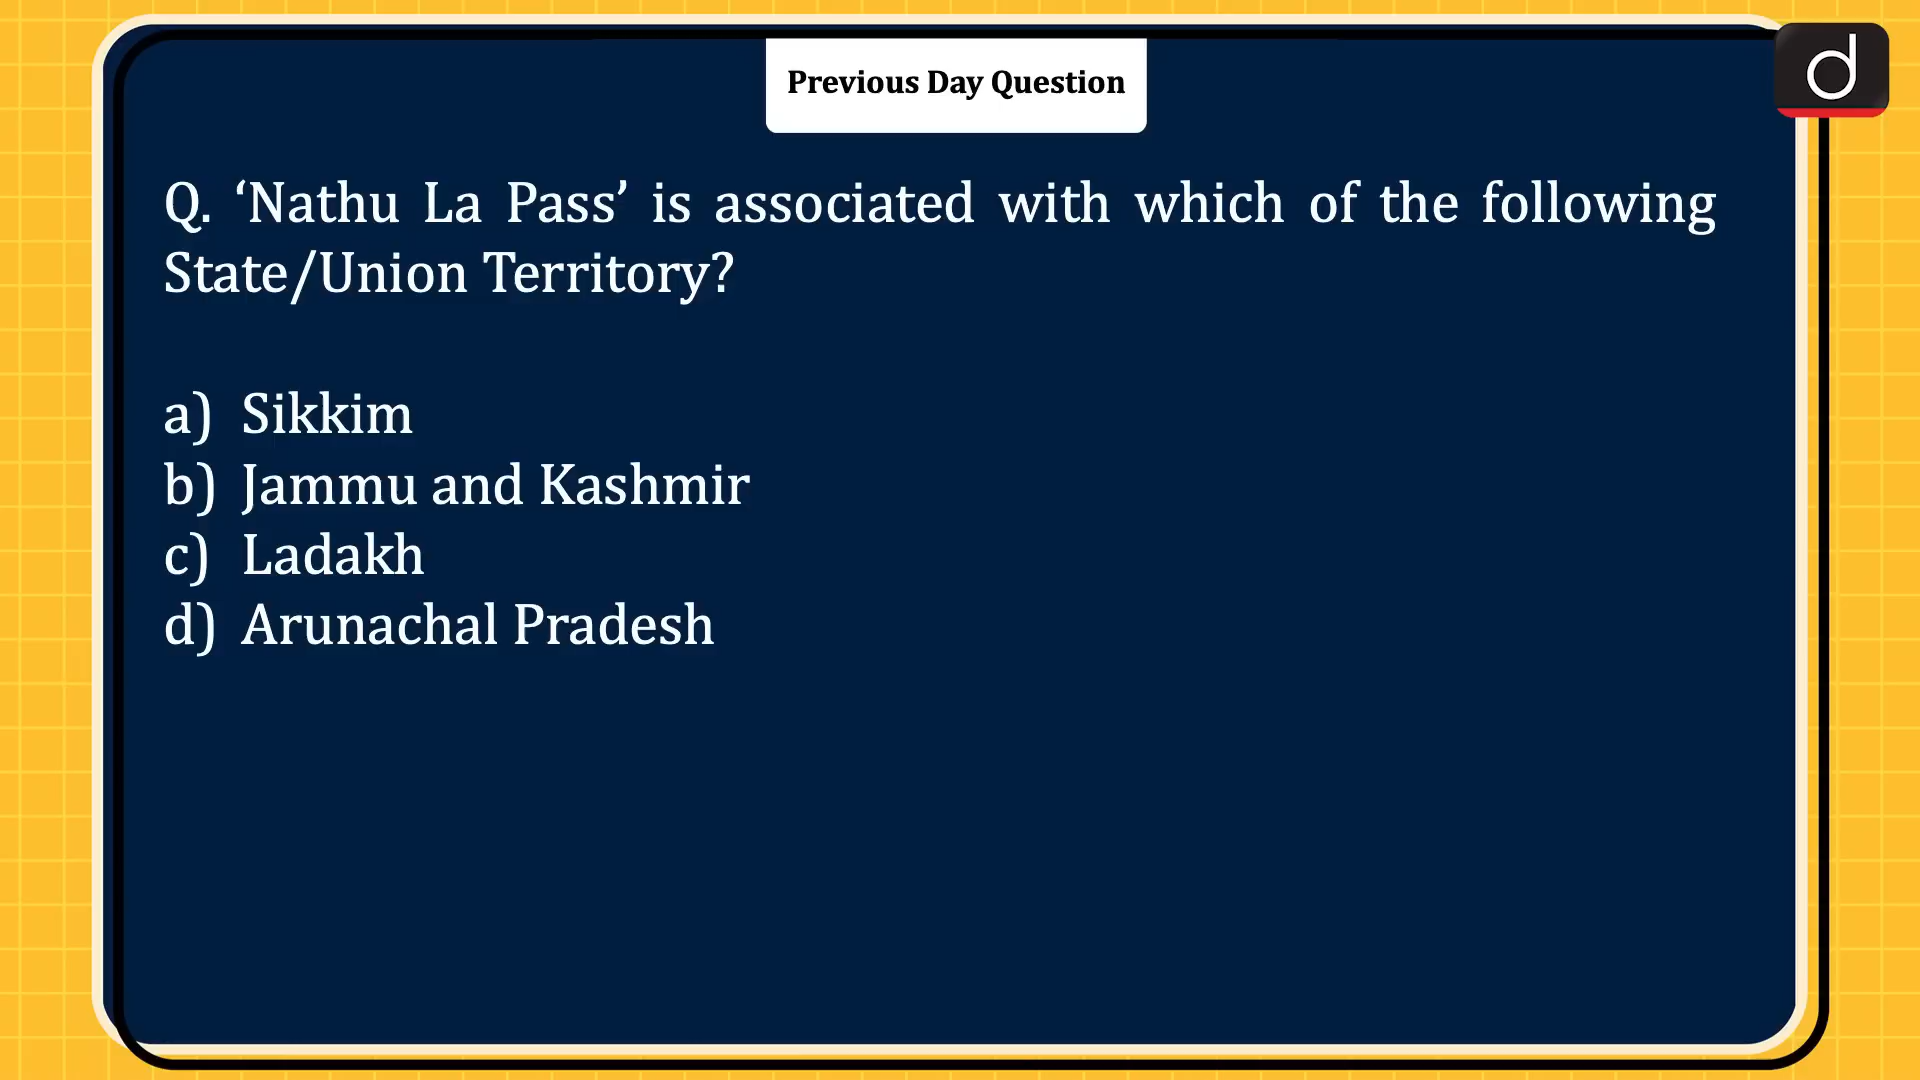 Previous Day Question
d
Q. ‘Nathu La Pass’ is associated with which of the following
State/Union Territory?
a) Sikkim
b) Jammu and Kashmir
c) Ladakh
d) Arunachal Pradesh